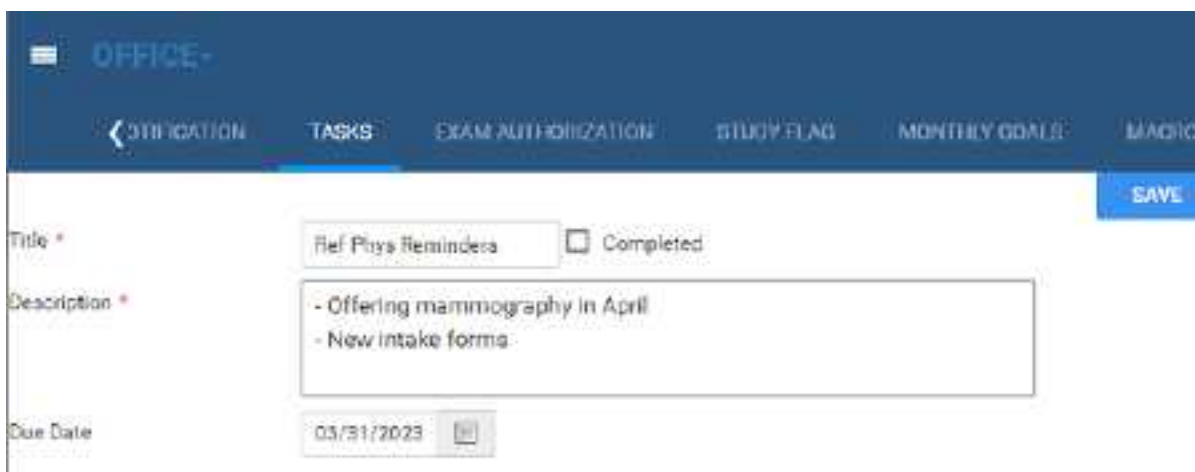 OFFICE-
TASKS EXAM AUTHORIZATION STUDY FLAG MONTHLY GOALS
SAVE
Title *
Ref Phys Reminders
Completed
Description *
- Offering mammography in April
- New intake forms
Due Date
03/31/2023